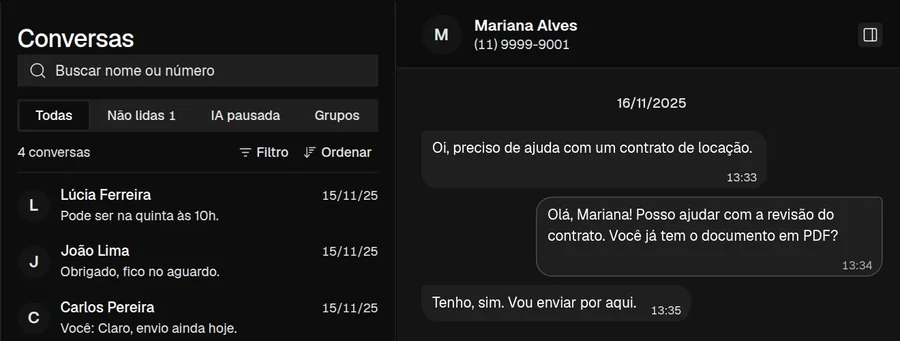 Conversas
Buscar nome ou número
Todas
Não lidas 1
IA pausada
Grupos
4 conversas
Filtro
Ordenar
L
Lúcia Ferreira
15/11/25
Pode ser na quinta às 10h.
J
João Lima
15/11/25
Obrigado, fico no aguardo.
C
Carlos Pereira
15/11/25
Você: Claro, envio ainda hoje.
M
Mariana Alves
(11) 9999-9001
16/11/2025
Oi, preciso de ajuda com um contrato de locação.
13:33
Olá, Mariana! Posso ajudar com a revisão do
contrato. Você já tem o documento em PDF?
13:34
Tenho, sim. Vou enviar por aqui.
13:35